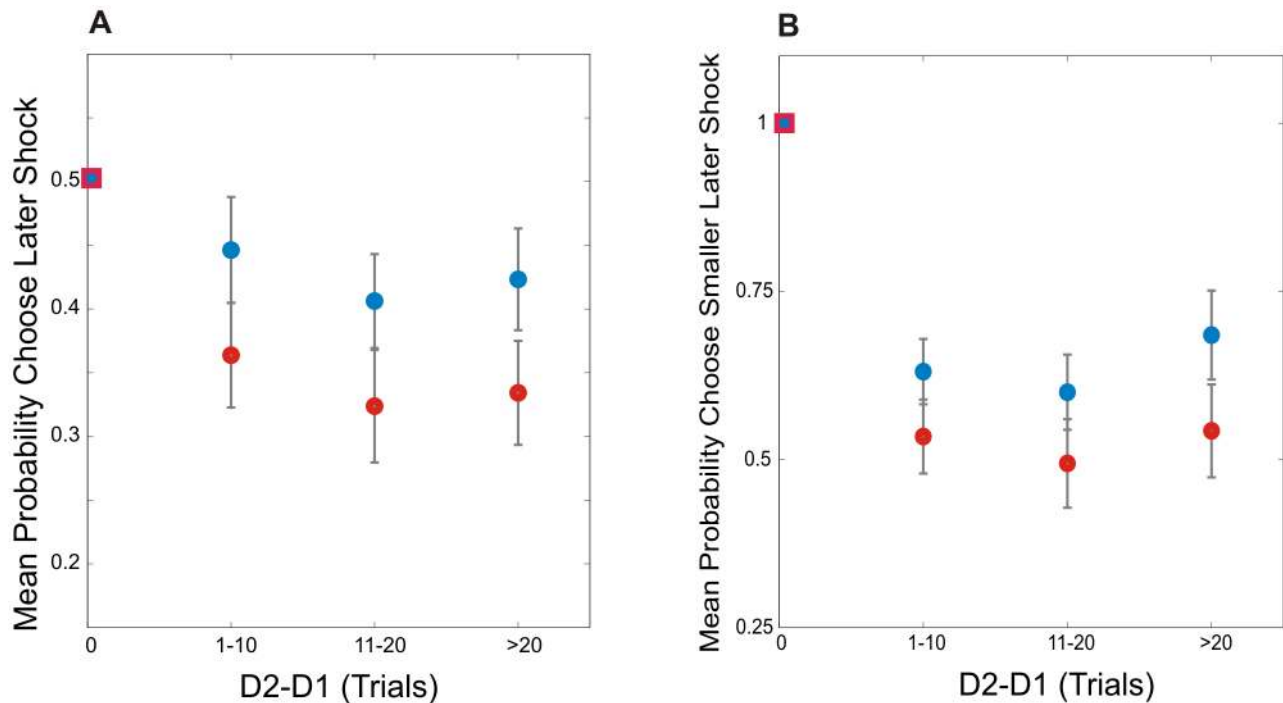 A
Mean Probability Choose Later Shock
0.5
0.4
0.3
0.2
0
1-10
11-20
>20
D2-D1 (Trials)
B
Mean Probability Choose Smaller Later Shock
1
0.75
0.5
0.25
0
1-10
11-20
>20
D2-D1 (Trials)